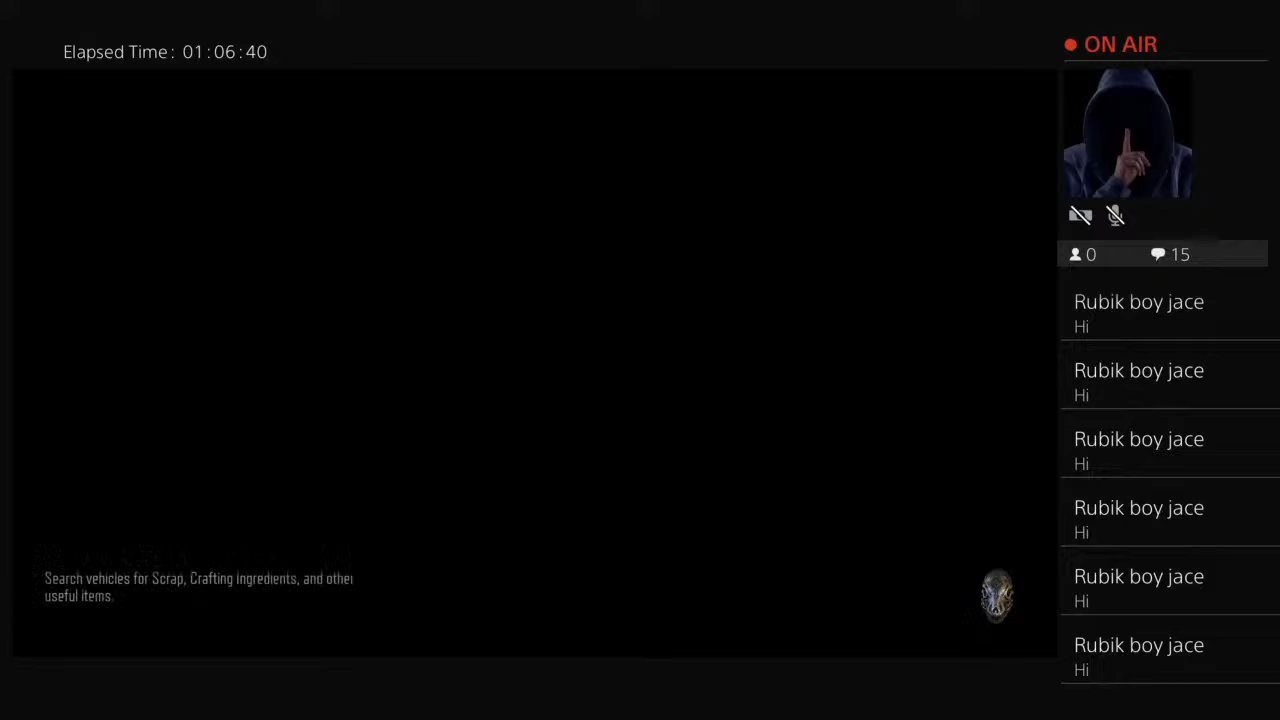 Elapsed Time: 01:06:40
ON AIR
0 15
Rubik boy jace
Hi
Rubik boy jace
Hi
Rubik boy jace
Hi
Rubik boy jace
Hi
Rubik boy jace
Hi
Rubik boy jace
Hi
Search vehicles for Scrap, Crafting ingredients, and other
useful items.